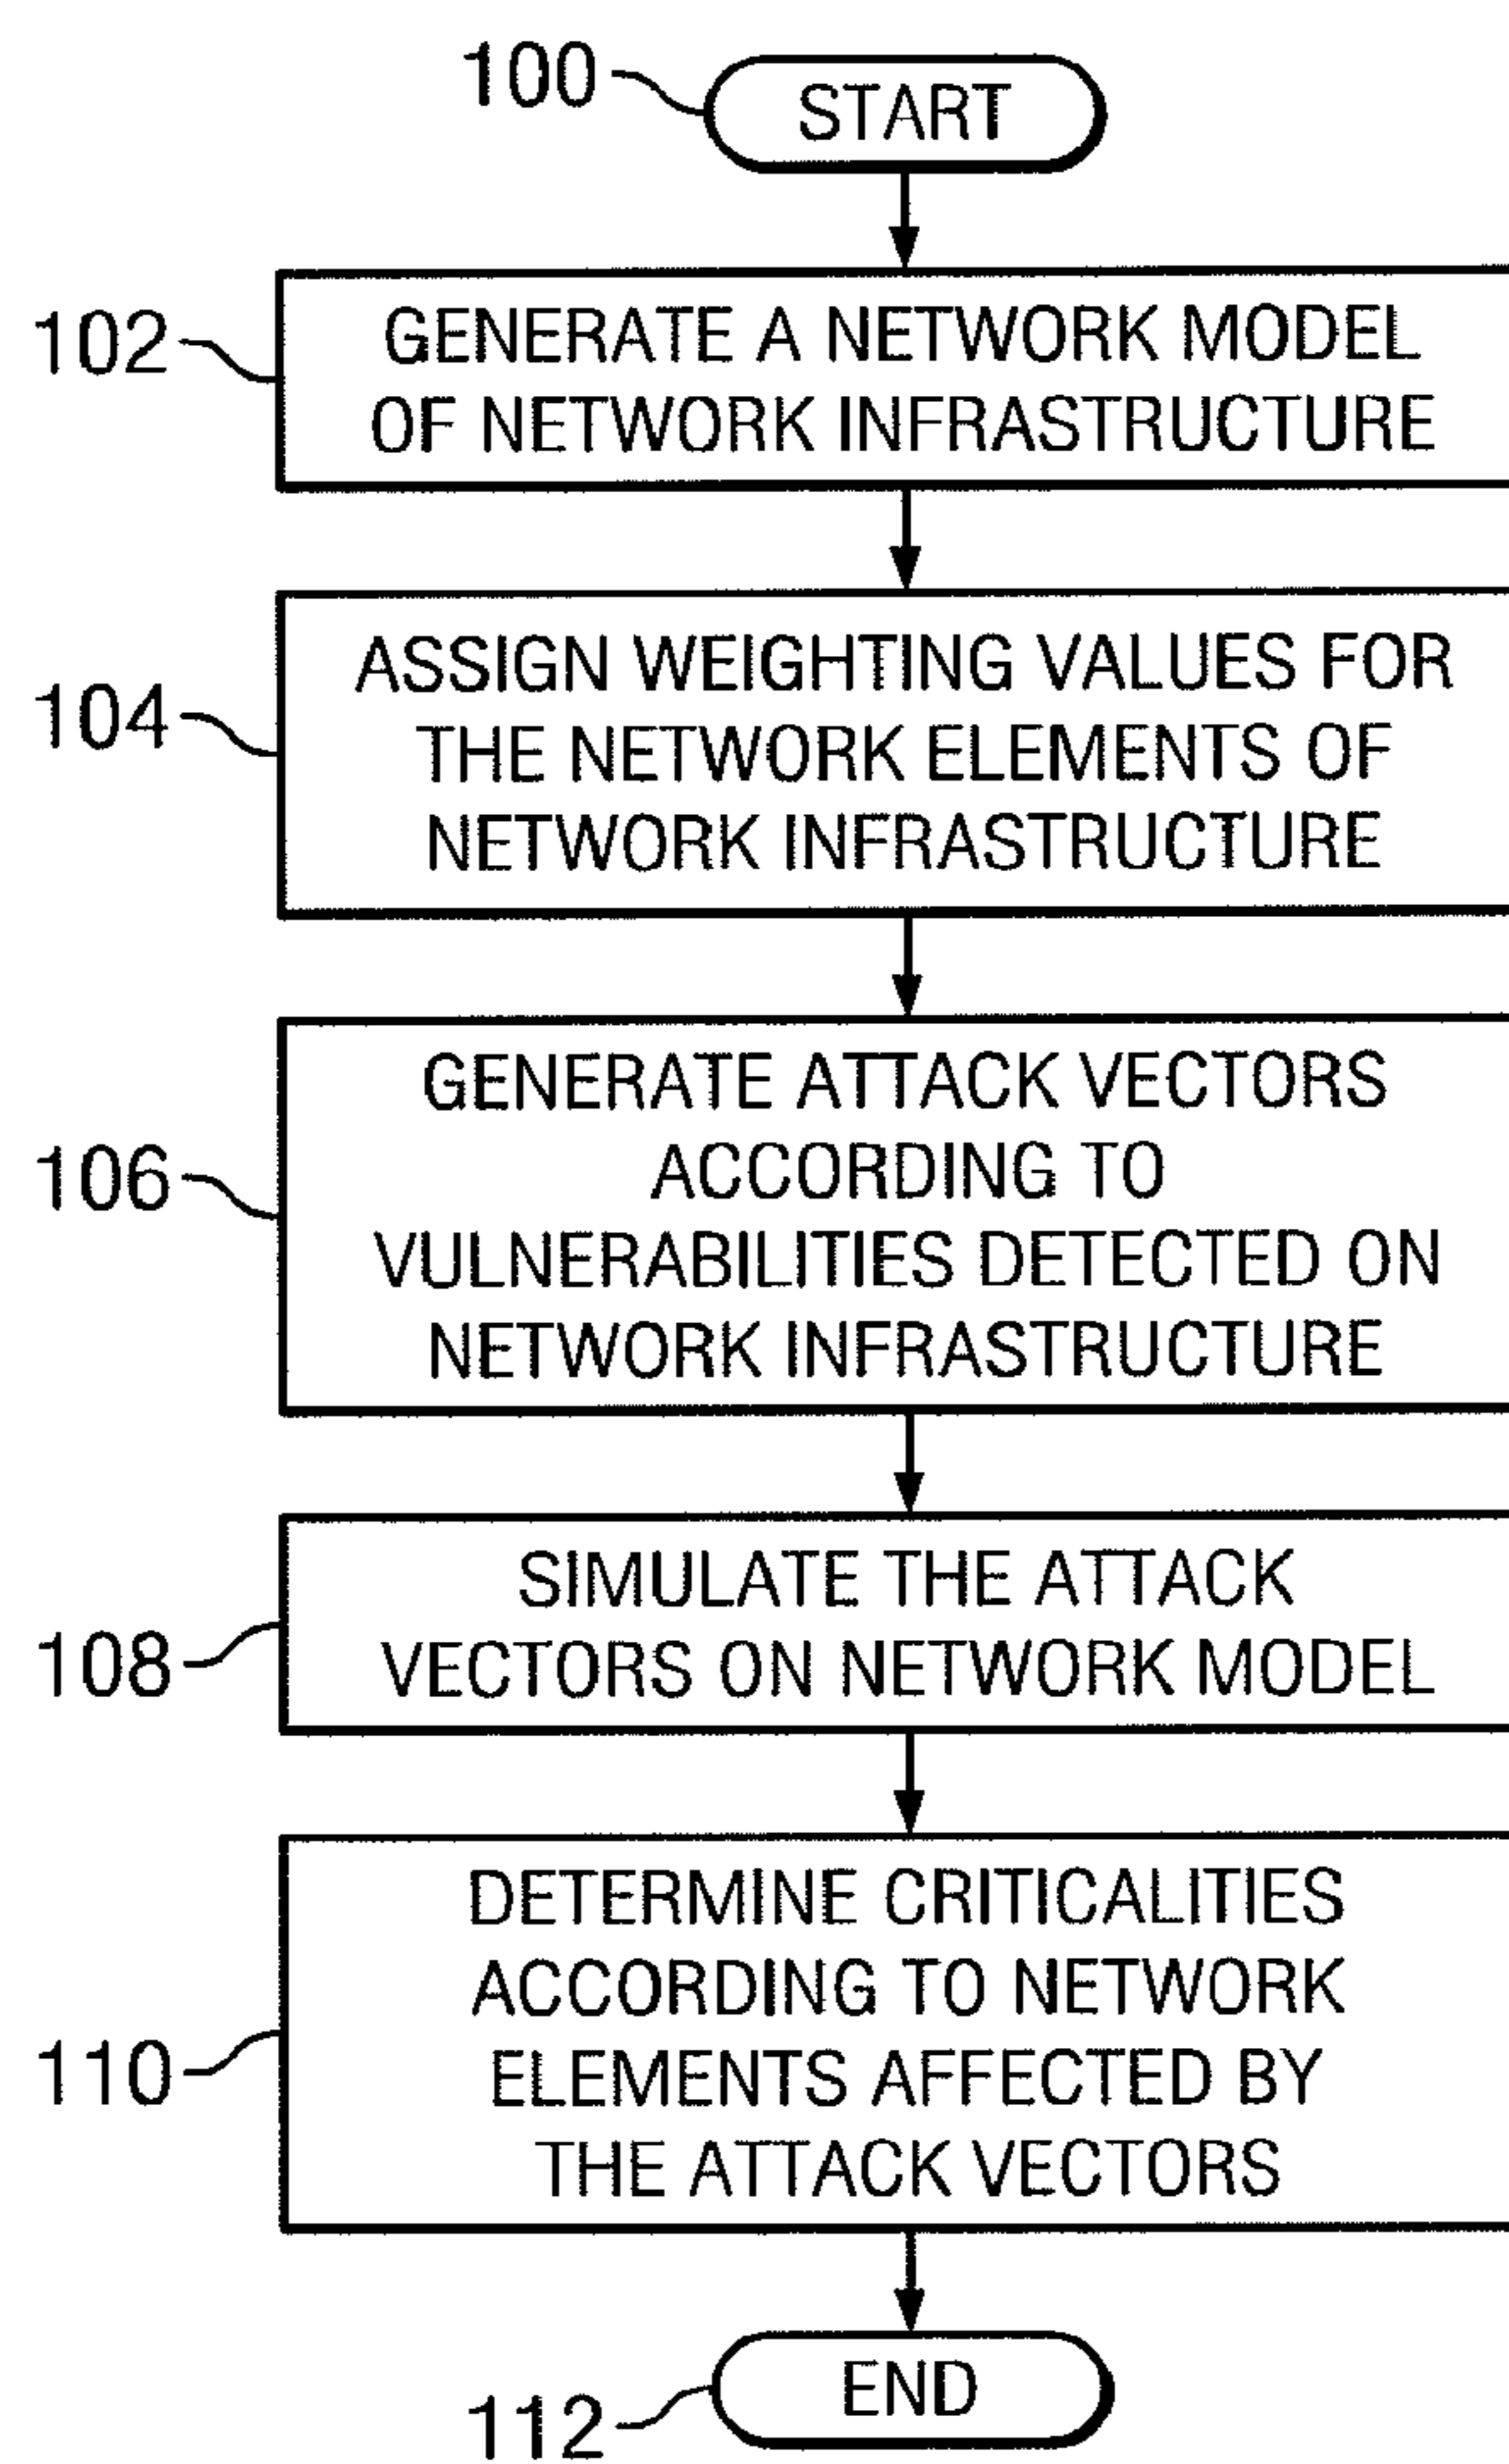 100
START
102
GENERATE A NETWORK MODEL
OF NETWORK INFRASTRUCTURE
104
ASSIGN WEIGHTING VALUES FOR
THE NETWORK ELEMENTS OF
NETWORK INFRASTRUCTURE
106
GENERATE ATTACK VECTORS
ACCORDING TO
VULNERABILITIES DETECTED ON
NETWORK INFRASTRUCTURE
108
SIMULATE THE ATTACK
VECTORS ON NETWORK MODEL
110
DETERMINE CRITICALITIES
ACCORDING TO NETWORK
ELEMENTS AFFECTED BY
THE ATTACK VECTORS
112
END